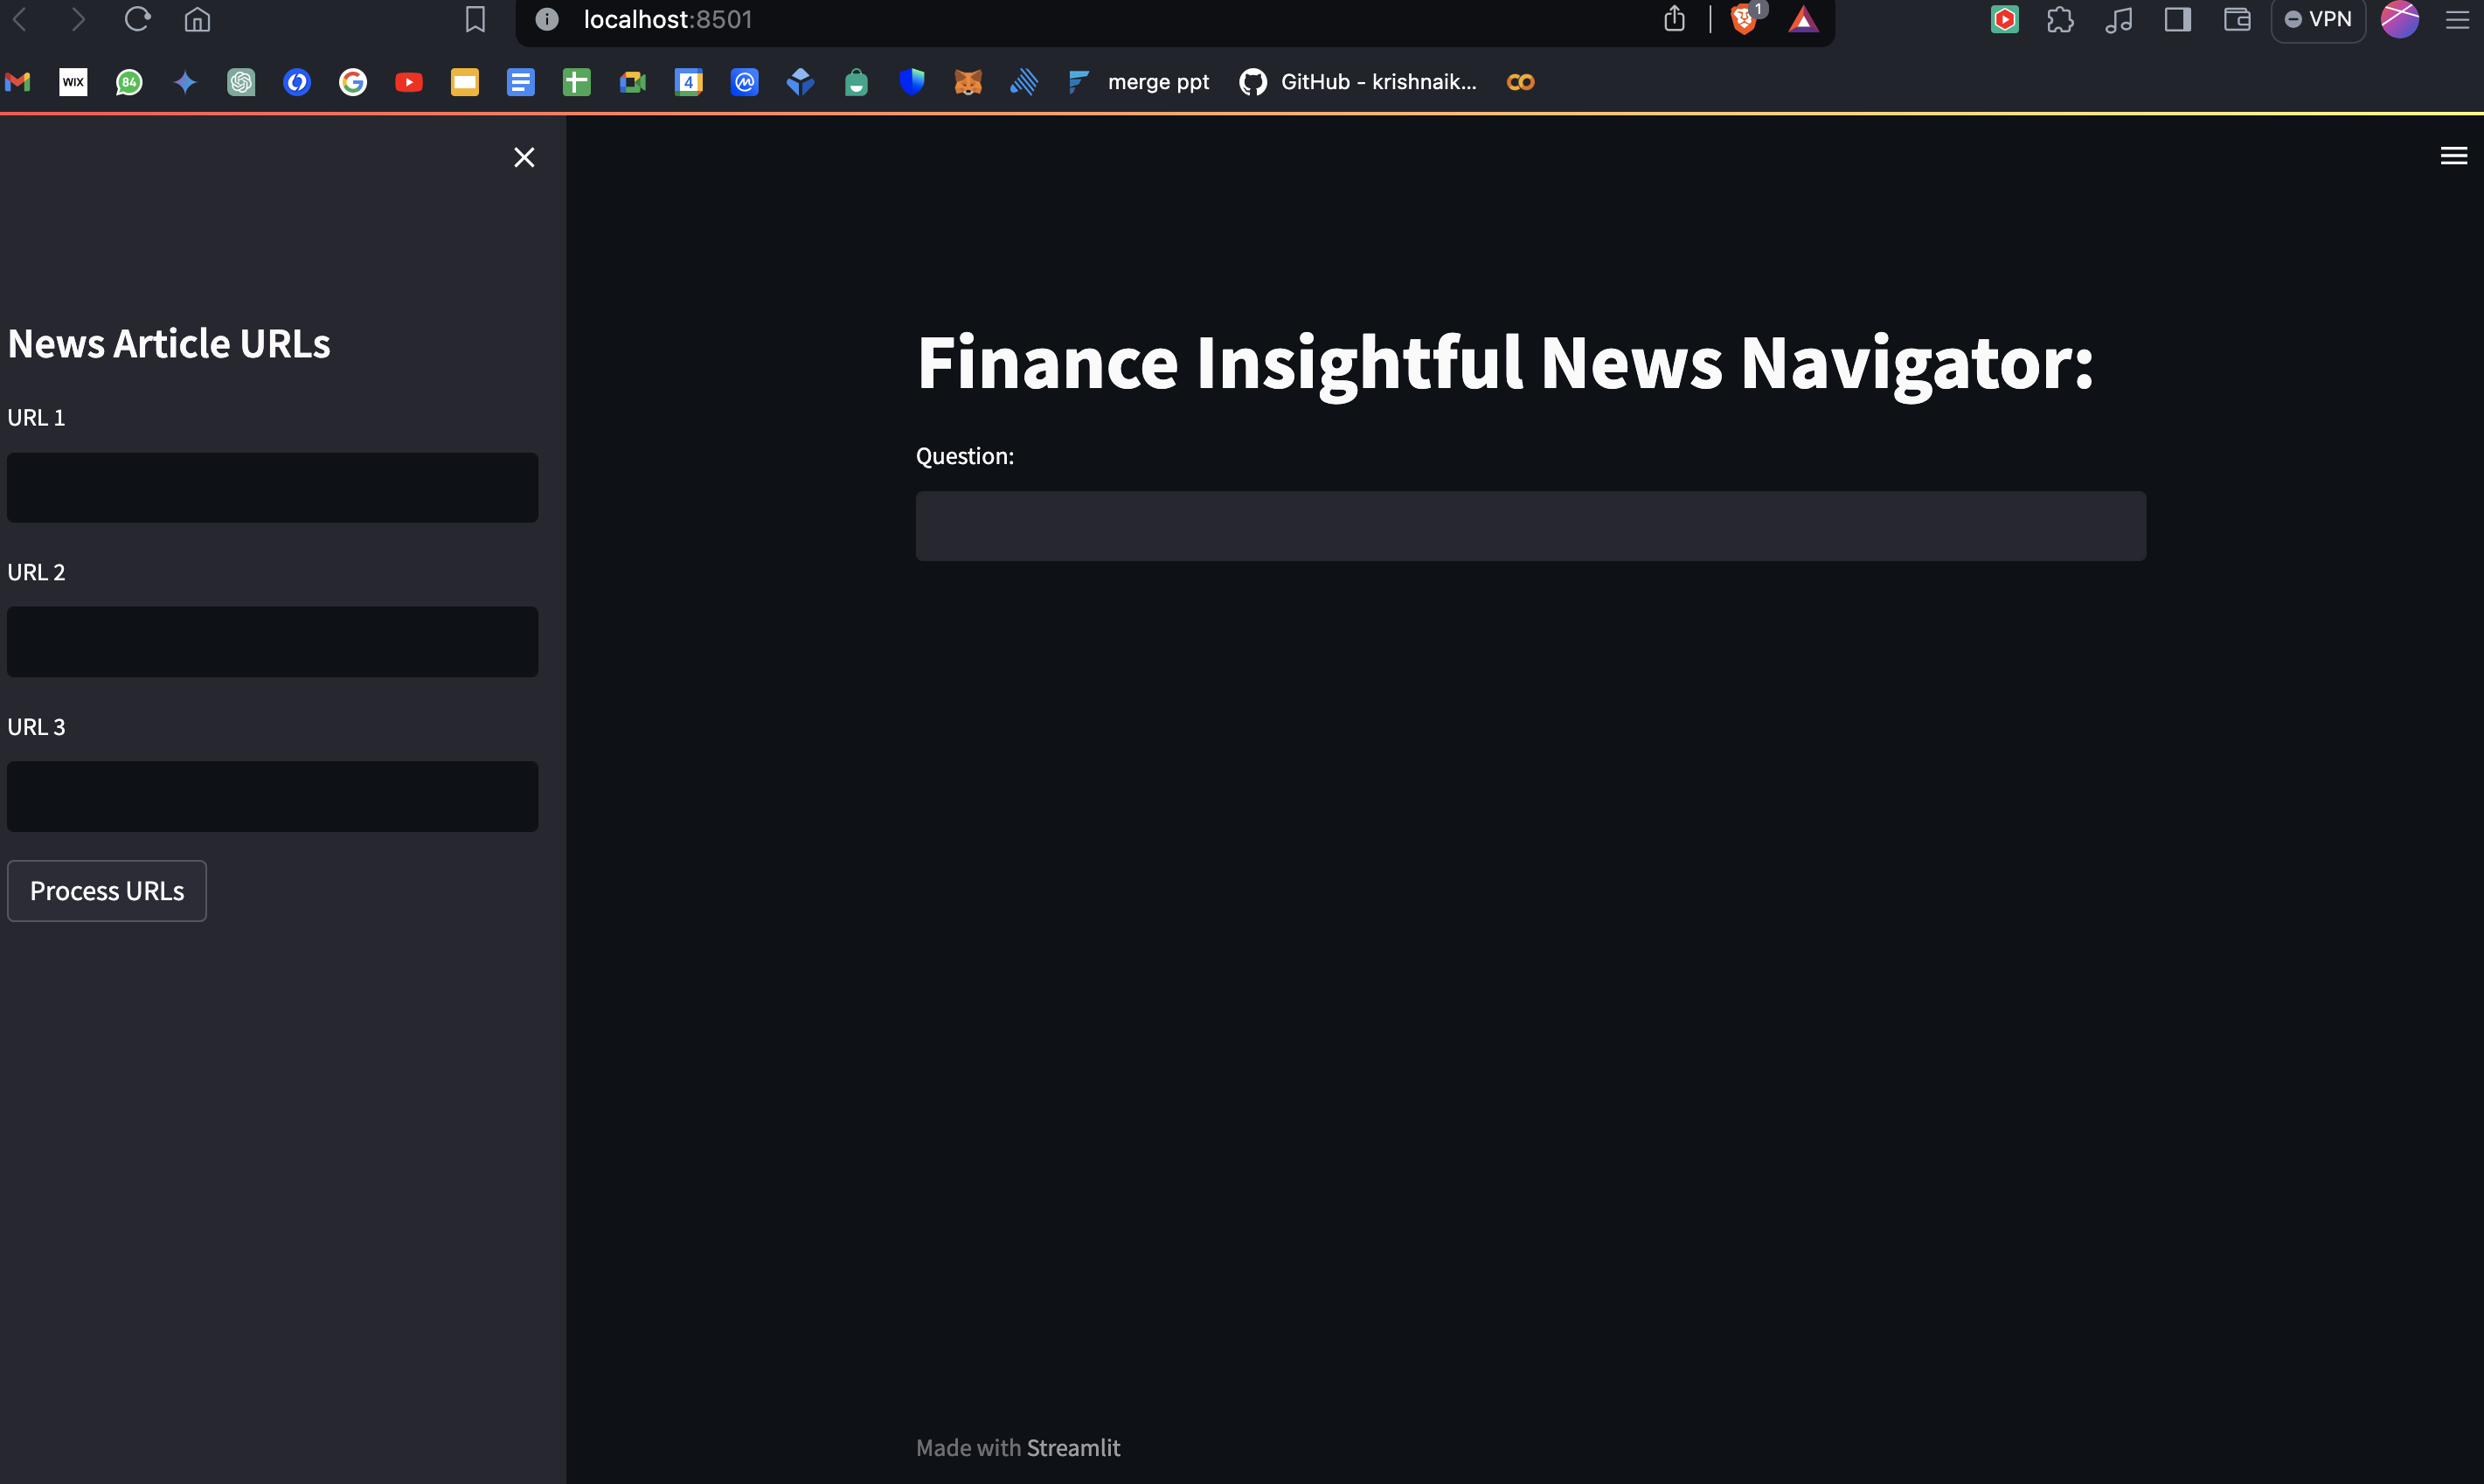 localhost:8501
1
VPN
WIX
84
4
merge ppt
GitHub - krishnaik...
News Article URLs
URL 1
URL 2
URL 3
Process URLs
Finance Insightful News Navigator:
Question:
Made with Streamlit